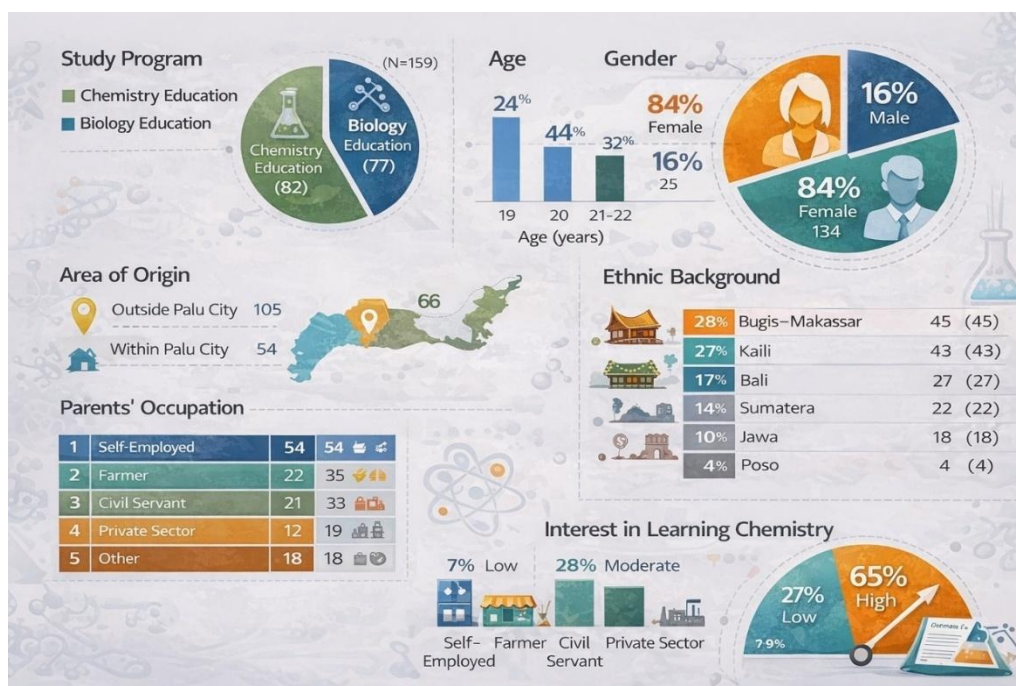 Study Program
(N=159)
Chemistry Education
Biology Education
Biology
Education
(77)
Chemistry
Education
(82)
Age
24%
44%
32%
19 20 21-22
Age (years)
Gender
84%
Female
16%
25
16%
Male
84%
Female
134
Area of Origin
Outside Palu City 105
Within Palu City 54
66
Ethnic Background
28% Bugis-Makassar 45 (45)
27% Kaili 43 (43)
17% Bali 27 (27)
14% Sumatera 22 (22)
10% Jawa 18 (18)
4% Poso 4 (4)
Parents' Occupation
1 Self-Employed 54 54
2 Farmer 22 35
3 Civil Servant 21 33
4 Private Sector 12 19
5 Other 18 18
Interest in Learning Chemistry
7% Low 28% Moderate
Self-
Employed
Farmer
Civil
Servant
Private Sector
27%
Low
65%
High
7·9%